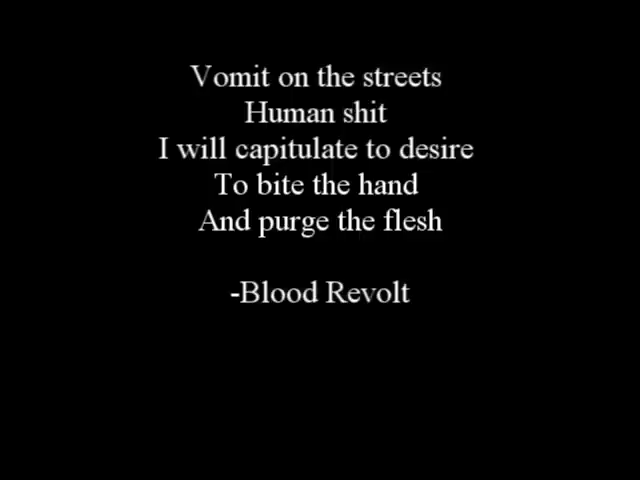 Vomit on the streets
Human shit
I will capitulate to desire
To bite the hand
And purge the flesh
-Blood Revolt